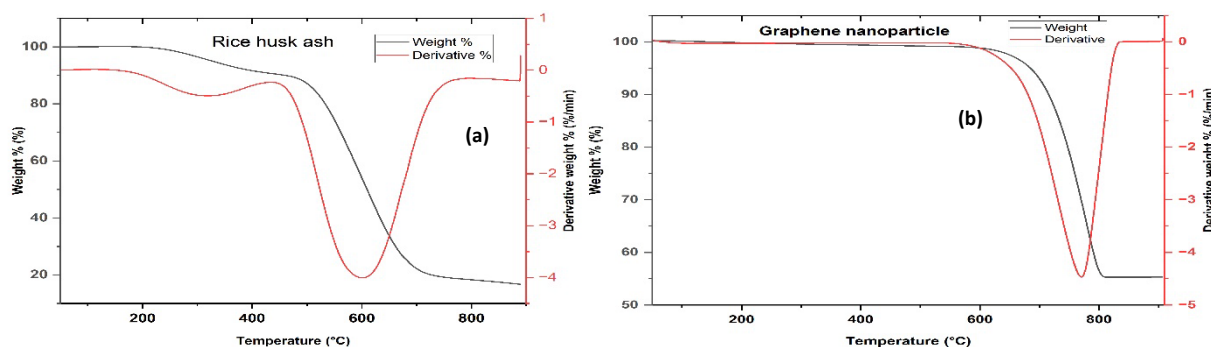 Rice husk ash
Weight %
Derivative %
(a)
Weight % (%)
100
80
60
40
20
200
400
600
800
Temperature (°C)
1
0
−1
−2
−3
−4
Derivative weight % (%/min)
Graphene nanoparticle
Weight
Derivative
(b)
Weight % (%)
100
90
80
70
60
50
200
400
600
800
Temperature (°C)
0
−1
−2
−3
−4
−5
Derivative weight % (%/min)